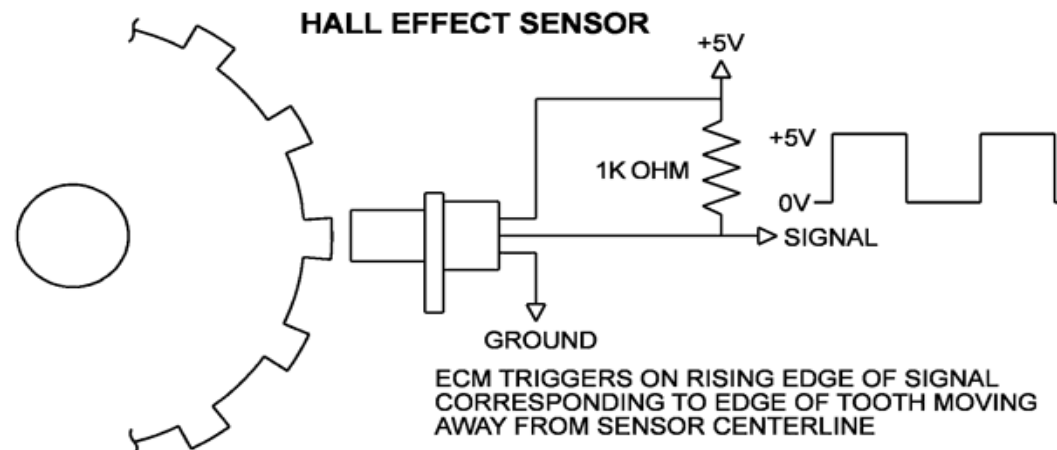 HALL EFFECT SENSOR
+5V
1K OHM
+5V
0V
SIGNAL
GROUND
ECM TRIGGERS ON RISING EDGE OF SIGNAL
CORRESPONDING TO EDGE OF TOOTH MOVING
AWAY FROM SENSOR CENTERLINE